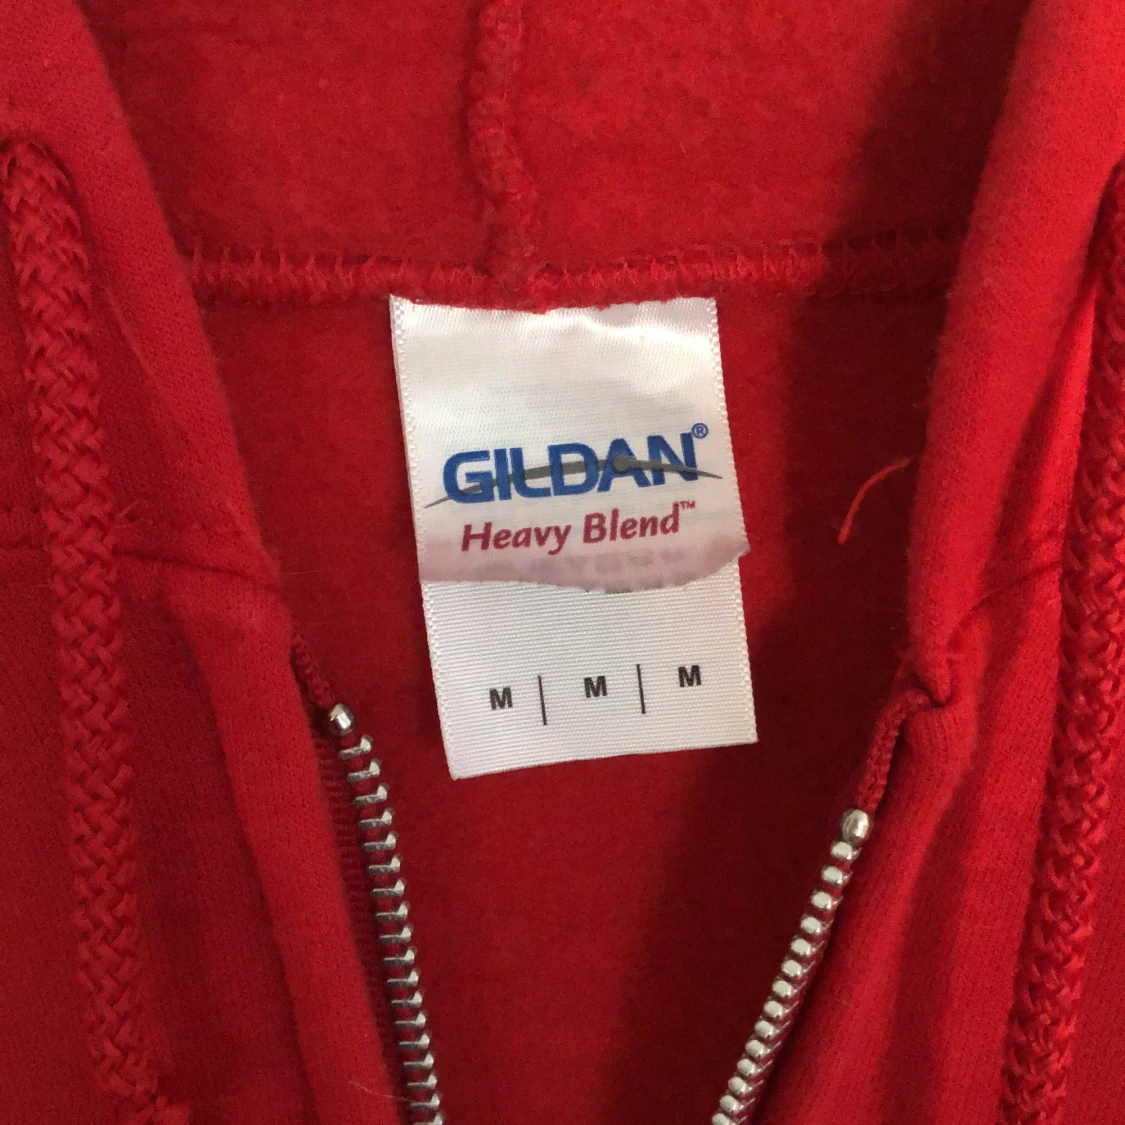 GILDAN®
Heavy Blend™
M | M | M